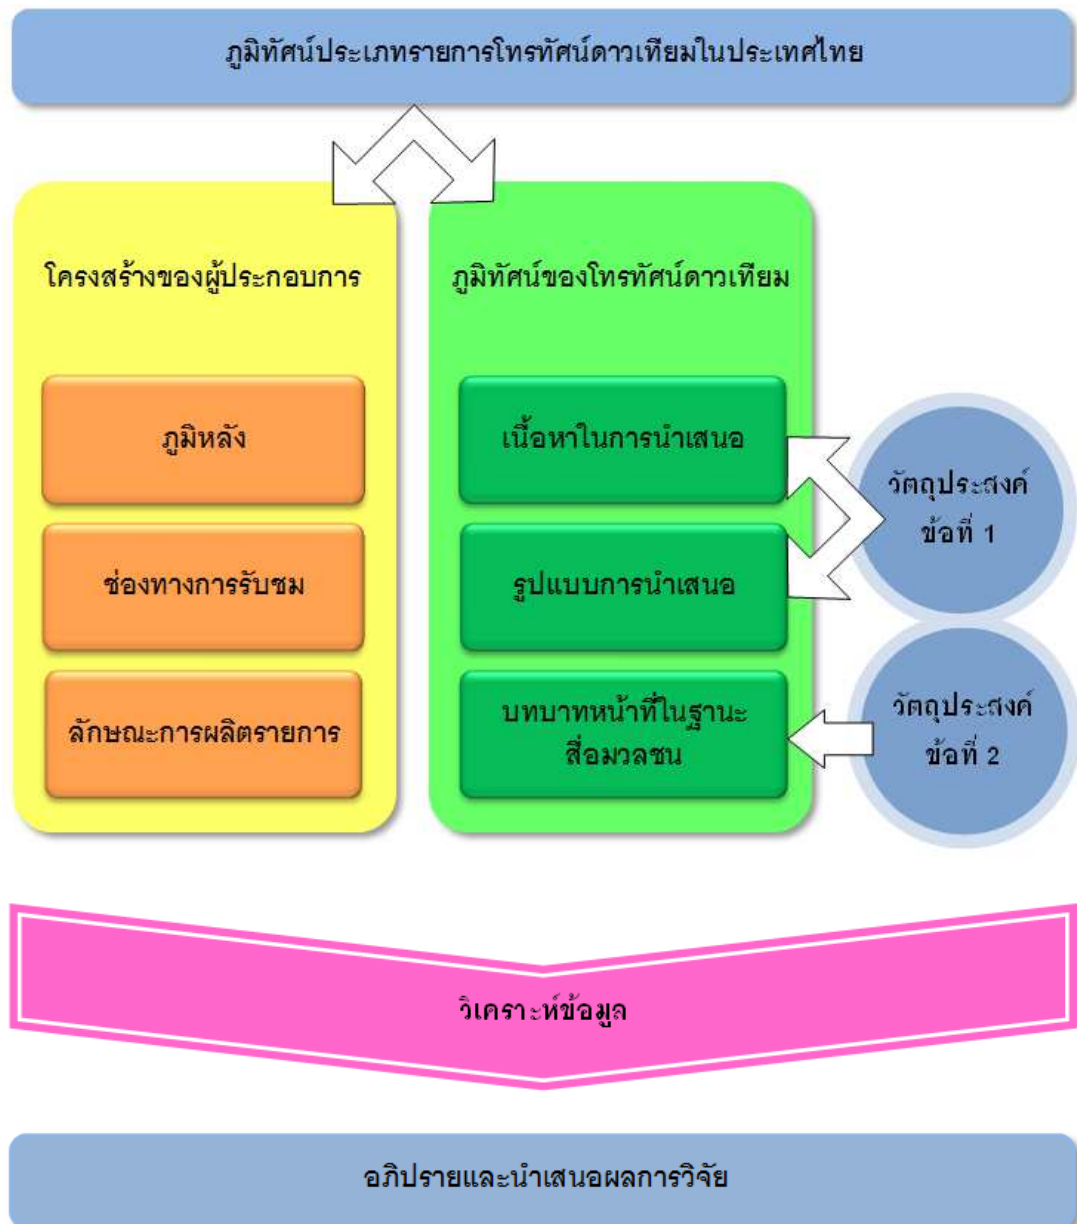 ภูมิทัศน์ประเภทรายการโทรทัศน์ดาวเทียมในประเทศไทย
โครงสร้างของผู้ประกอบการ
ภูมิหลัง
ช่องทางการรับชม
ลักษณะการผลิตรายการ
ภูมิทัศน์ของโทรทัศน์ดาวเทียม
เนื้อหาในการนำเสนอ
รูปแบบการนำเสนอ
บทบาทหน้าที่ในฐานะ
สื่อมวลชน
วัตถุประสงค์
ข้อที่ 1
วัตถุประสงค์
ข้อที่ 2
วิเคราะห์ข้อมูล
อภิปรายและนำเสนอผลการวิจัย